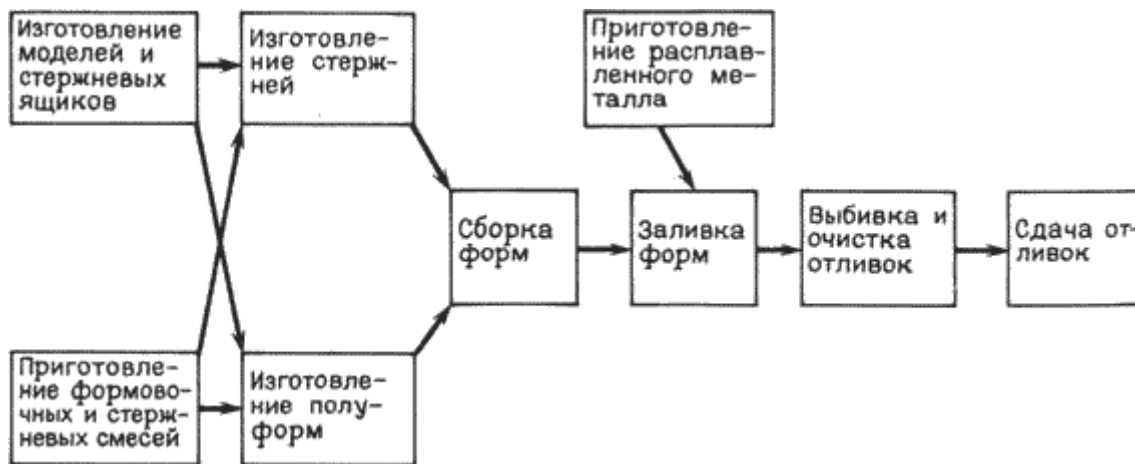 Изготовление
моделей и
стержневых
ящиков
Изготовле-
ние стерж-
ней
Приготовле-
ние расплав-
ленного ме-
талла
Сборка
форм
Заливка
форм
Выбивка и
очистка
отливок
Сдача от-
ливок
Приготовле-
ние формово-
чных и стерж-
невых смесей
Изготовле-
ние полу-
форм